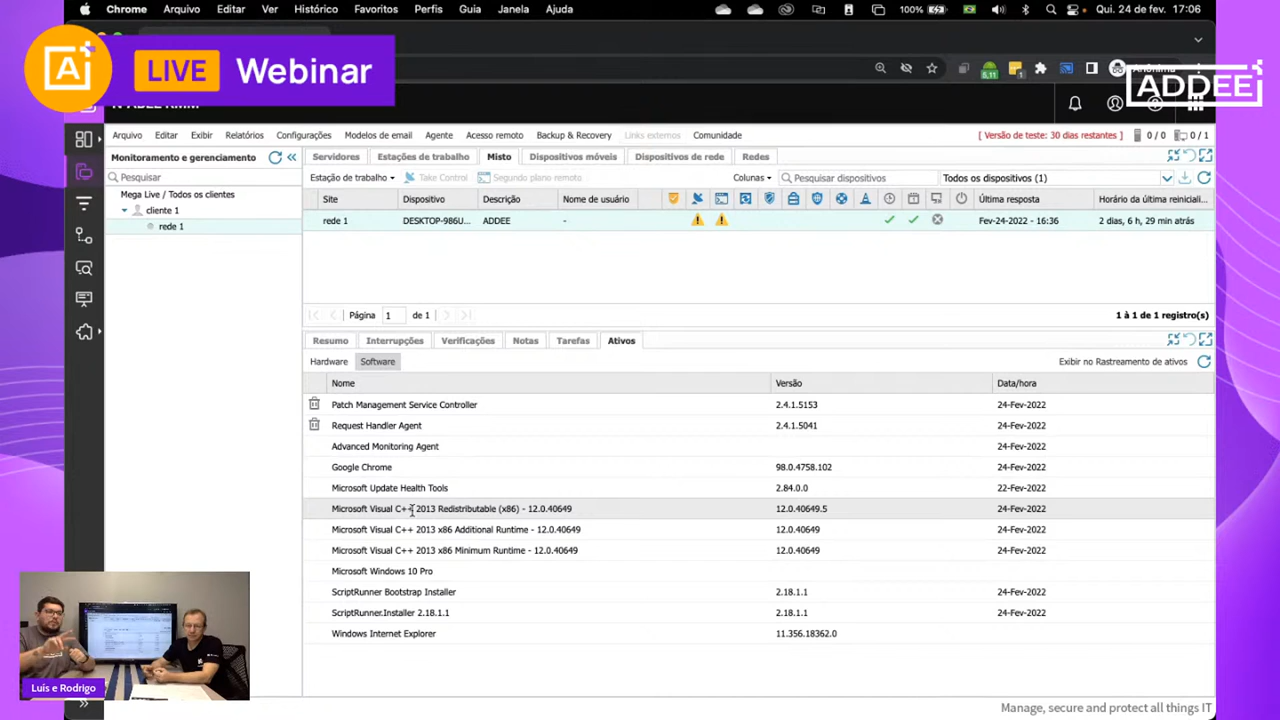 Chrome Arquivo Editar Ver Histórico Favoritos Perfis Guia Janela Ajuda 100% Qui. 24 de fev. 17:06
LIVE Webinar
ADDEE
Arquivo Editar Exibir Relatórios Configurações Modelos de email Agente Acesso remoto Backup & Recovery Links externos Comunidade [ Versão de teste: 30 dias restantes ] 0 / 0 0 / 1
Monitoramento e gerenciamento
Servidores Estações de trabalho Misto Dispositivos móveis Dispositivos de rede Redes
Pesquisar
Estação de trabalho Take Control Segundo plano remoto Colunas Pesquisar dispositivos Todos os dispositivos (1)
Mega Live / Todos os clientes
cliente 1
rede 1
Site Dispositivo Descrição Nome de usuário Última resposta Horário da última reiniciali...
rede 1 DESKTOP-986U... ADDEE - Fev-24-2022 - 16:36 2 dias, 6 h, 29 min atrás
Página 1 de 1 1 à 1 de 1 registro(s)
Resumo Interrupções Verificações Notas Tarefas Ativos
Hardware Software Exibir no Rastreamento de ativos
Nome Versão Data/hora
Patch Management Service Controller 2.4.1.5153 24-Fev-2022
Request Handler Agent 2.4.1.5041 24-Fev-2022
Advanced Monitoring Agent 24-Fev-2022
Google Chrome 98.0.4758.102 24-Fev-2022
Microsoft Update Health Tools 2.84.0.0 22-Fev-2022
Microsoft Visual C++ 2013 Redistributable (x86) - 12.0.40649 12.0.40649.5 24-Fev-2022
Microsoft Visual C++ 2013 x86 Additional Runtime - 12.0.40649 12.0.40649 24-Fev-2022
Microsoft Visual C++ 2013 x86 Minimum Runtime - 12.0.40649 12.0.40649 24-Fev-2022
Microsoft Windows 10 Pro
ScriptRunner Bootstrap Installer 2.18.1.1 24-Fev-2022
ScriptRunner.Installer 2.18.1.1 2.18.1.1 24-Fev-2022
Windows Internet Explorer 11.356.18362.0
Luís e Rodrigo
Manage, secure and protect all things IT